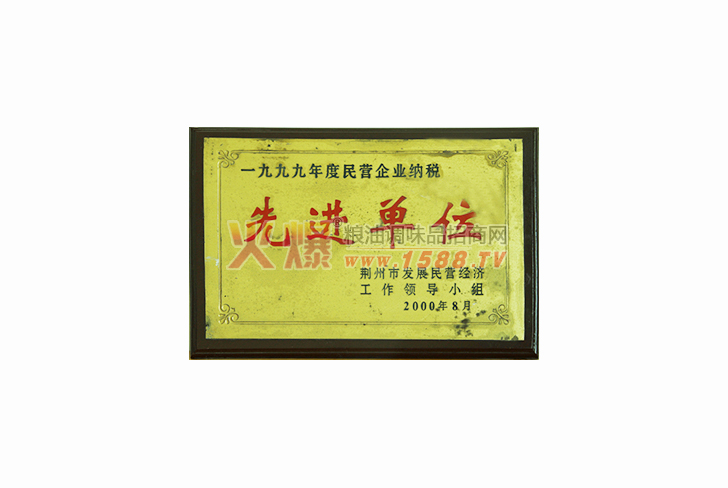 一九九九年度民营企业纳税
先进单位
火爆 粮油调味品招商网
www.1588.TV
荆州市发展民营经济
工作领导小组
2000年8月